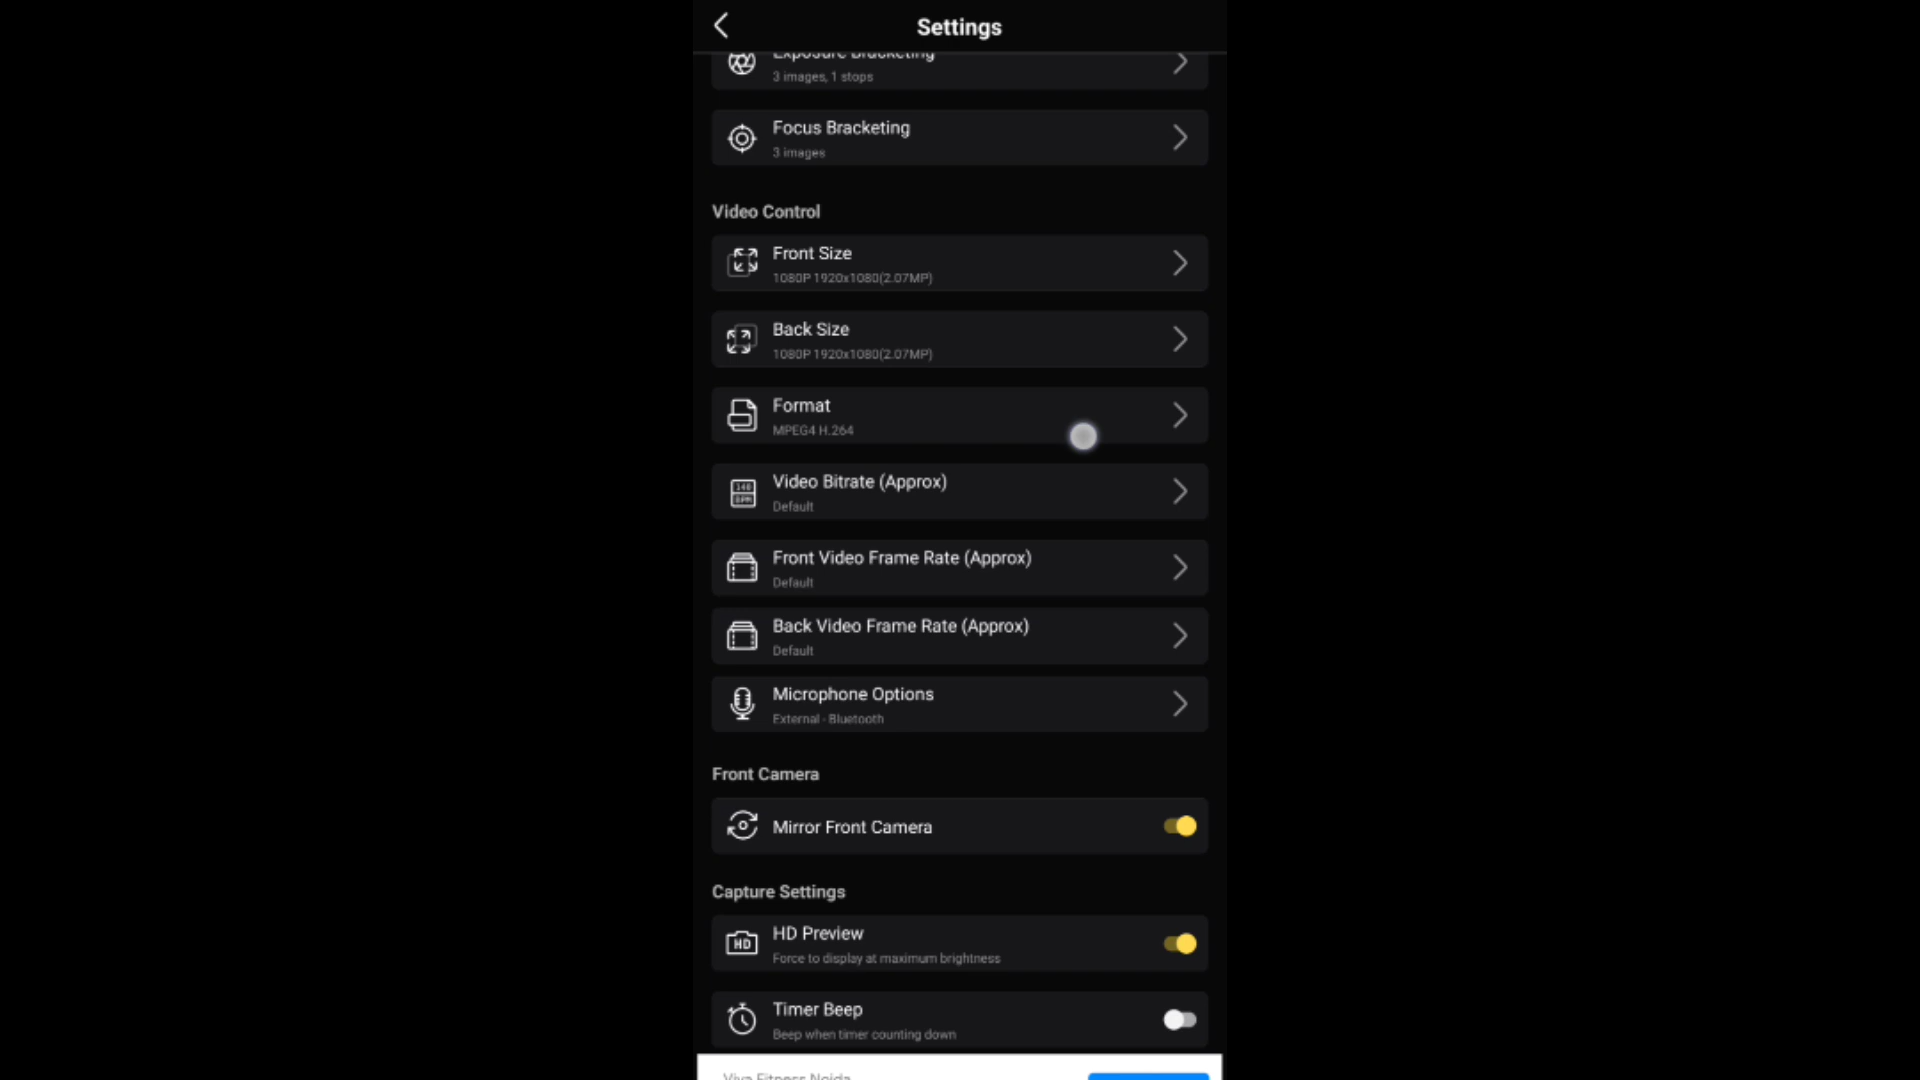 Settings
Exposure Bracketing
3 images, 1 stops
Focus Bracketing
3 images
Video Control
Front Size
1080P 1920x1080(2.07MP)
Back Size
1080P 1920x1080(2.07MP)
Format
MPEG4 H.264
Video Bitrate (Approx)
Default
Front Video Frame Rate (Approx)
Default
Back Video Frame Rate (Approx)
Default
Microphone Options
External - Bluetooth
Front Camera
Mirror Front Camera
Capture Settings
HD
HD Preview
Force to display at maximum brightness
Timer Beep
Beep when timer counting down
Viva Fitness Noida